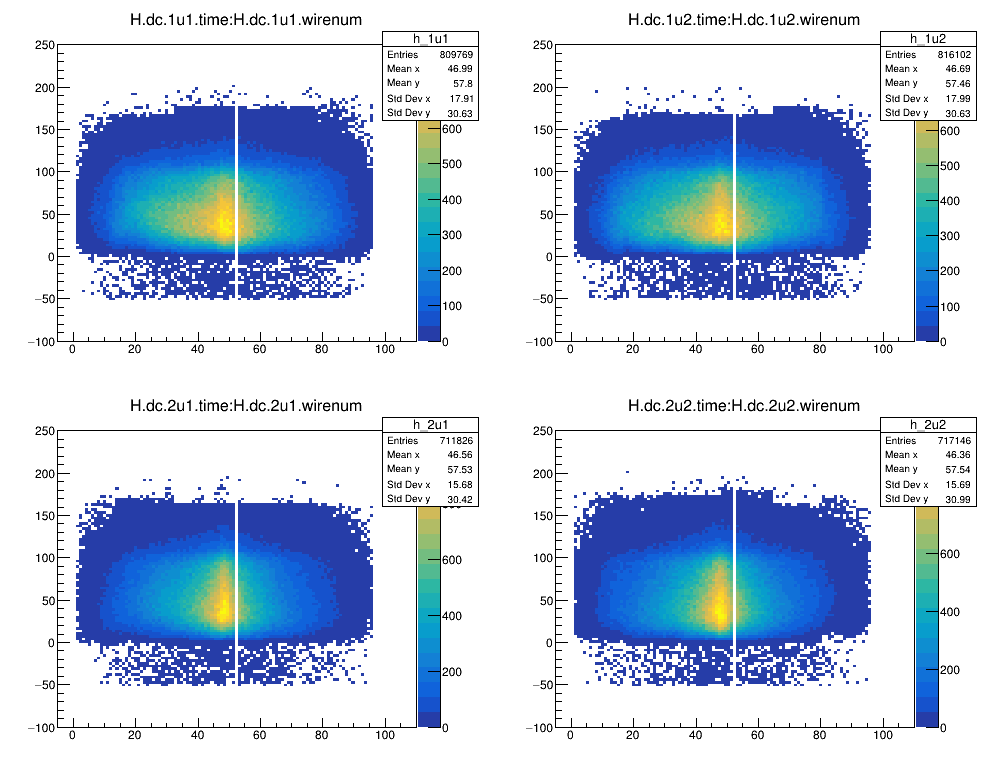 H.dc.1u1.time:H.dc.1u1.wirenum
h_1u1
Entries 809769
Mean x 46.99
Mean y 57.8
Std Dev x 17.91
Std Dev y 30.63
250
200
150
100
50
0
−50
−100
0 20 40 60 80 100
600
500
400
300
200
100
0
H.dc.1u2.time:H.dc.1u2.wirenum
h_1u2
Entries 816102
Mean x 46.69
Mean y 57.46
Std Dev x 17.99
Std Dev y 30.63
250
200
150
100
50
0
−50
−100
0 20 40 60 80 100
600
500
400
300
200
100
0
H.dc.2u1.time:H.dc.2u1.wirenum
h_2u1
Entries 711826
Mean x 46.56
Mean y 57.53
Std Dev x 15.68
Std Dev y 30.42
250
200
150
100
50
0
−50
−100
0 20 40 60 80 100
600
400
200
0
H.dc.2u2.time:H.dc.2u2.wirenum
h_2u2
Entries 717146
Mean x 46.36
Mean y 57.54
Std Dev x 15.69
Std Dev y 30.99
250
200
150
100
50
0
−50
−100
0 20 40 60 80 100
600
400
200
0